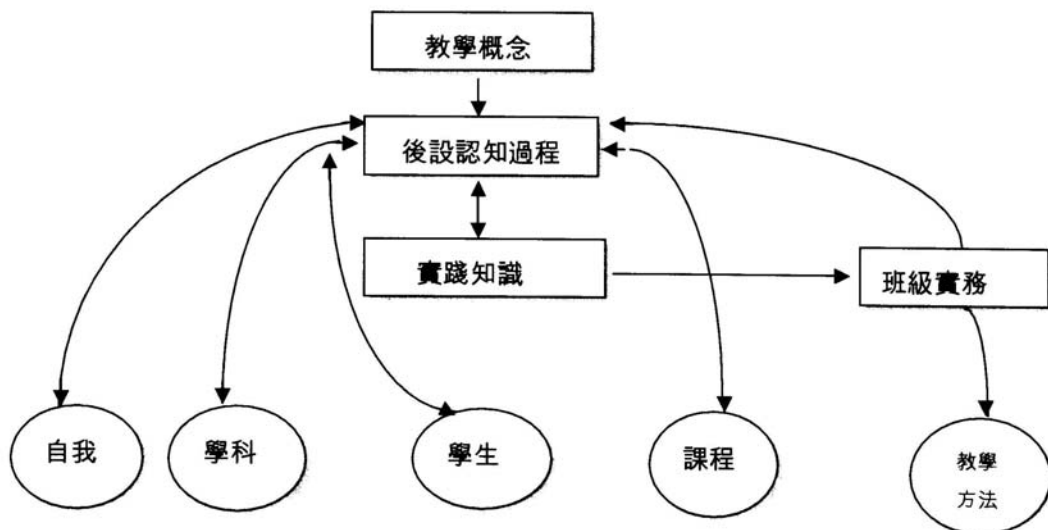 教學概念
後設認知過程
實踐知識
班級實務
自我
學科
學生
課程
教學
方法